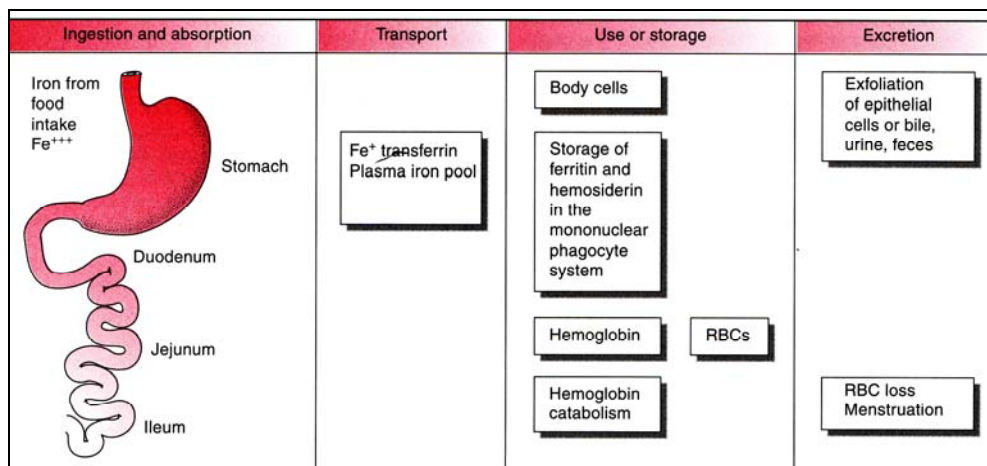 Ingestion and absorption
Transport
Use or storage
Excretion
Iron from
food
intake
Fe+++
Stomach
Duodenum
Jejunum
Ileum
Fe+ transferrin
Plasma iron pool
Body cells
Storage of
ferritin and
hemosiderin
in the
mononuclear
phagocyte
system
Hemoglobin
RBCs
Hemoglobin
catabolism
Exfoliation
of epithelial
cells or bile,
urine, feces
RBC loss
Menstruation